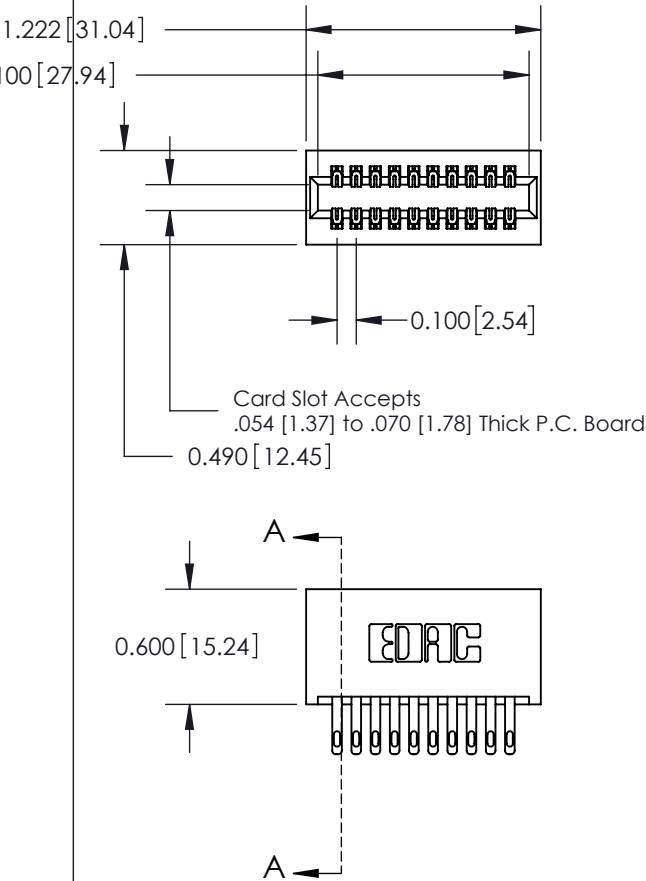 1.222 [31.04]
100 [27.94]
0.100 [2.54]
Card Slot Accepts
.054 [1.37] to .070 [1.78] Thick P.C. Board
0.490 [12.45]
A
0.600 [15.24]
EDAC
A